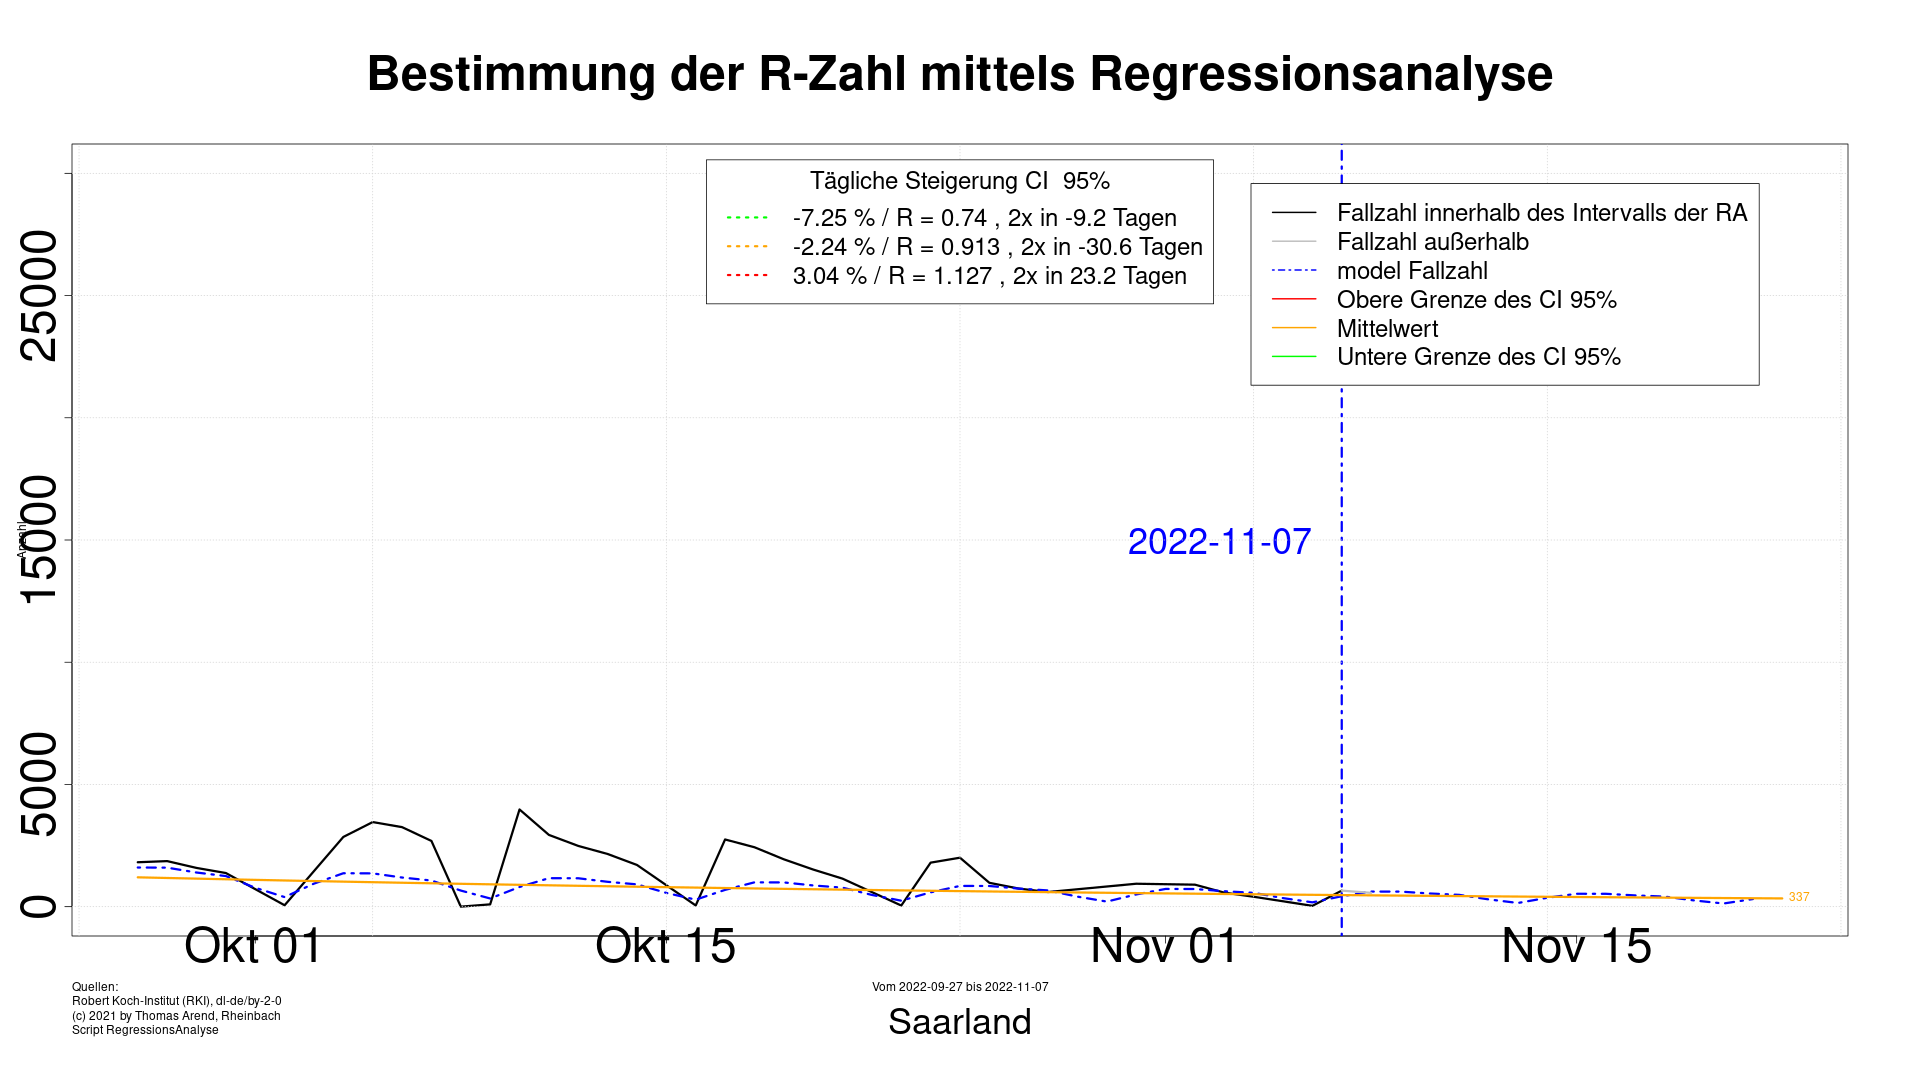 Bestimmung der R-Zahl mittels Regressionsanalyse
Tägliche Steigerung CI  95%
-7.25 % / R = 0.74 , 2x in -9.2 Tagen
-2.24 % / R = 0.913 , 2x in -30.6 Tagen
3.04 % / R = 1.127 , 2x in 23.2 Tagen
Fallzahl innerhalb des Intervalls der RA
Fallzahl außerhalb
model Fallzahl
Obere Grenze des CI 95%
Mittelwert
Untere Grenze des CI 95%
25000
15000
5000
0
Anzahl
2022-11-07
337
Okt 01
Okt 15
Nov 01
Nov 15
Quellen:
Robert Koch-Institut (RKI), dl-de/by-2-0
(c) 2021 by Thomas Arend, Rheinbach
Script RegressionsAnalyse
Vom 2022-09-27 bis 2022-11-07
Saarland